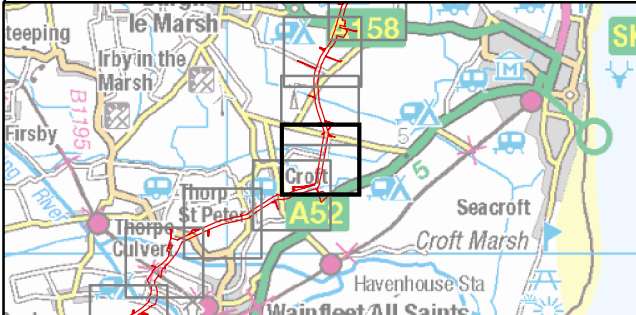 le Marsh
158
teeping
Irby in the
Marsh
B1195
Firsby
5
Croft
5
Thorpe
St Peter
A52
Seacroft
Croft Marsh
Thorpe
Culvert
River
Havenhouse Sta
Wainfleet All Saints